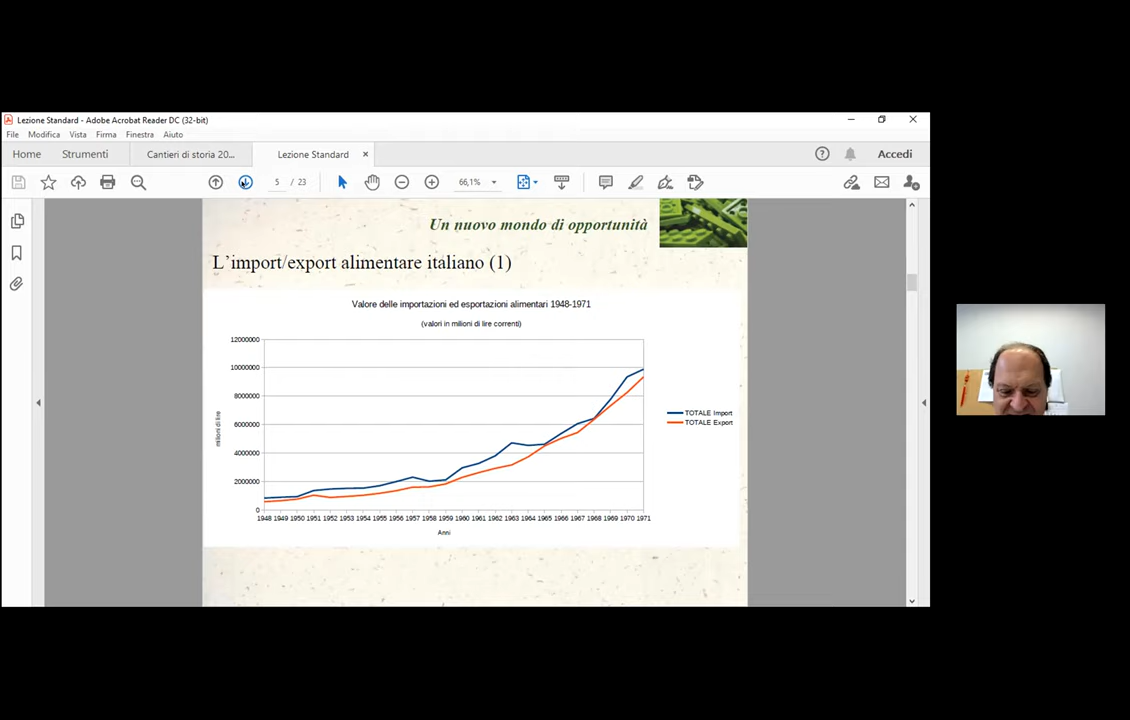 Lezione Standard - Adobe Acrobat Reader DC (32-bit)
File Modifica Vista Firma Finestra Aiuto
Home Strumenti Cantieri di storia 20... Lezione Standard × Accedi
5 / 23 66,1%
Un nuovo mondo di opportunità
L'import/export alimentare italiano (1)
Valore delle importazioni ed esportazioni alimentari 1948-1971
(valori in milioni di lire correnti)
12000000
10000000
8000000
6000000
4000000
2000000
0
milioni di lire
TOTALE Import
TOTALE Export
1948 1949 1950 1951 1952 1953 1954 1955 1956 1957 1958 1959 1960 1961 1962 1963 1964 1965 1966 1967 1968 1969 1970 1971
Anni